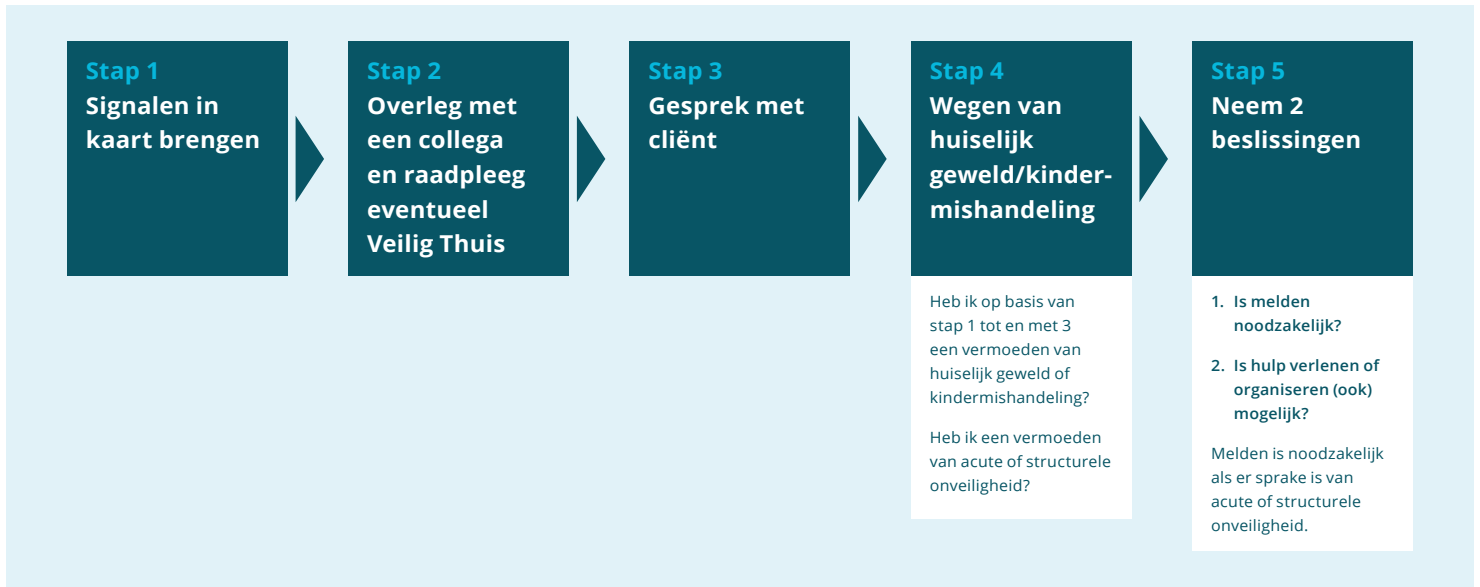 Stap 1
Signalen in
kaart brengen
Stap 2
Overleg met
een collega
en raadpleeg
eventueel
Veilig Thuis
Stap 3
Gesprek met
cliënt
Stap 4
Wegen van
huiselijk
geweld/kinder-
mishandeling
Heb ik op basis van
stap 1 tot en met 3
een vermoeden van
huiselijk geweld of
kindermishandeling?
Heb ik een vermoeden
van acute of structurele
onveiligheid?
Stap 5
Neem 2
beslissingen
1. Is melden
noodzakelijk?
2. Is hulp verlenen of
organiseren (ook)
mogelijk?
Melden is noodzakelijk
als er sprake is van
acute of structurele
onveiligheid.